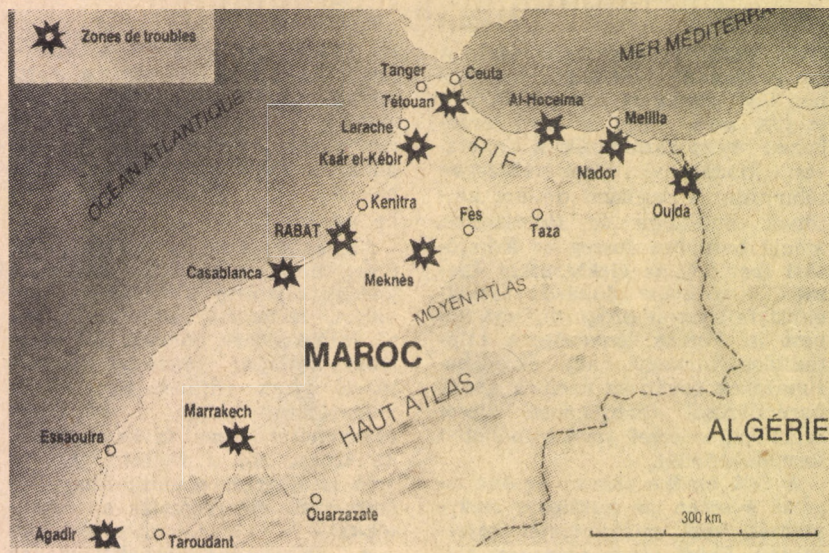 Zones de troubles
MER MÉDITERRAN
OCÉAN ATLANTIQUE
Tanger
Ceuta
Tétouan
Al-Hoceima
Larache
Melilla
Ksar el-Kébir
RIF
Nador
Oujda
Kenitra
Fès
Taza
RABAT
Casablanca
Meknès
MOYEN ATLAS
MAROC
HAUT ATLAS
Marrakech
ALGÉRIE
Essaouira
Ouarzazate
300 km
Agadir
Taroudant